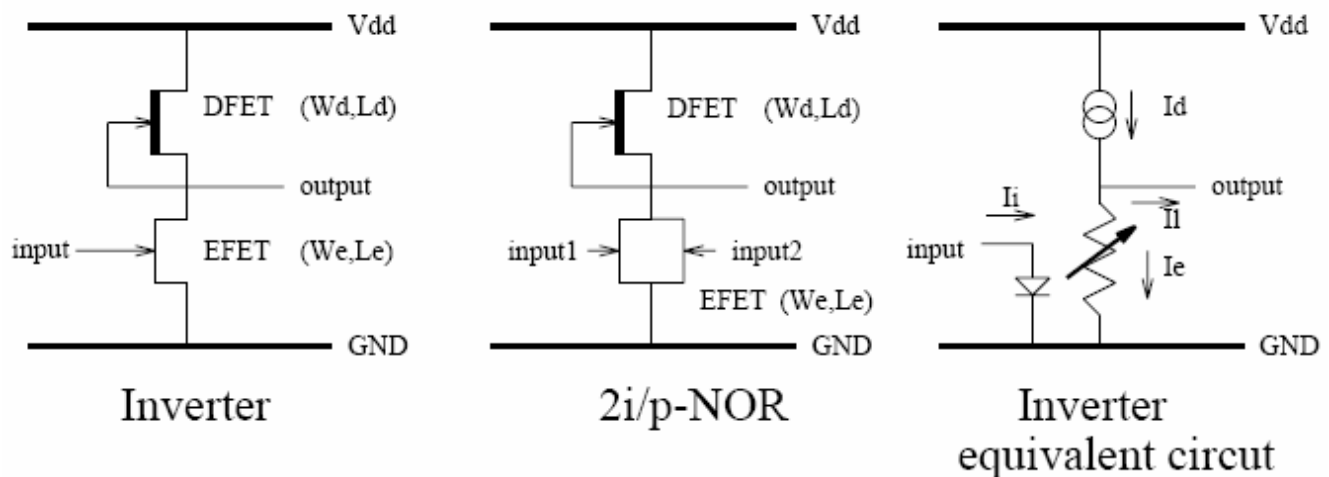 Vdd
DFET (Wd,Ld)
output
input
EFET (We,Le)
GND
Inverter
Vdd
DFET (Wd,Ld)
output
input1
input2
EFET (We,Le)
GND
2i/p-NOR
Vdd
Id
output
Ii
Il
input
Ie
GND
Inverter
equivalent circut